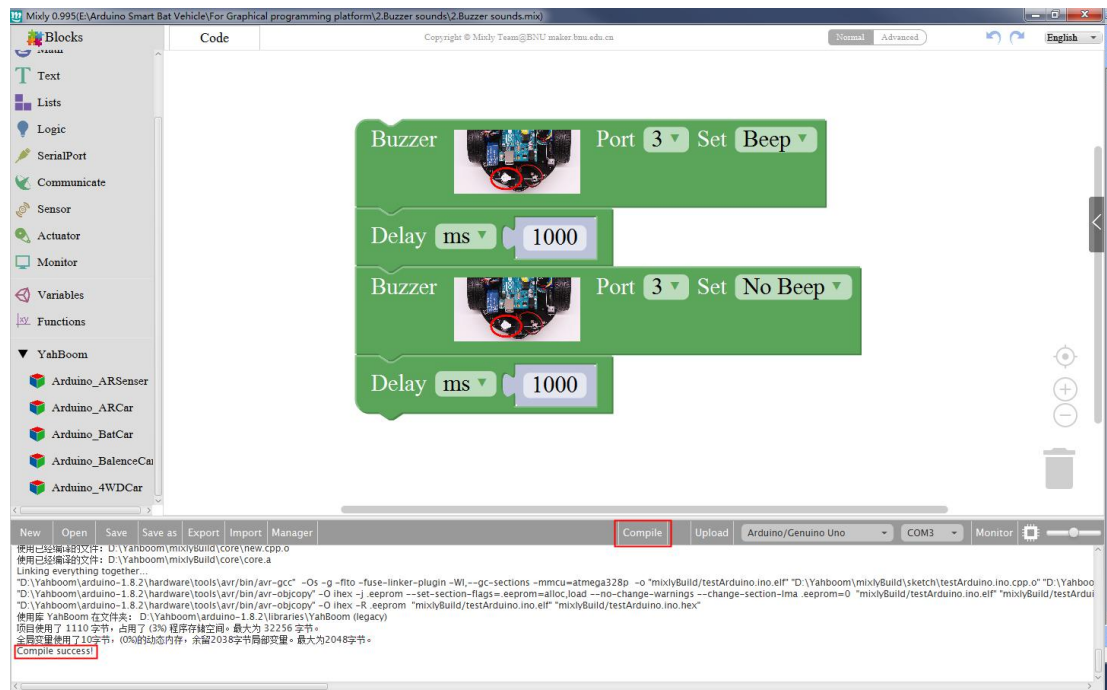 Mixly 0.995(E:\Arduino Smart Bat Vehicle\For Graphical programming platform\2.Buzzer sounds\2.Buzzer sounds.mix)
Blocks
Code
Copyright © Mixly Team@BNU maker.bnu.edu.cn
Normal Advanced
English
Math
Text
Lists
Logic
SerialPort
Communicate
Sensor
Actuator
Monitor
Variables
Functions
YahBoom
Arduino_ARSenser
Arduino_ARCar
Arduino_BatCar
Arduino_BalenceCar
Arduino_4WDCar
Buzzer Port 3 Set Beep
Delay ms 1000
Buzzer Port 3 Set No Beep
Delay ms 1000
New Open Save Save as Export Import Manager Compile Upload Arduino/Genuino Uno COM3 Monitor
使用已经编译的文件: D:\Yahboom\mixlyBuild\core\new.cpp.o
使用已经编译的文件: D:\Yahboom\mixlyBuild\core\core.a
Linking everything together...
"D:\Yahboom\arduino-1.8.2\hardware\tools\avr/bin/avr-gcc" -Os -g -flto -fuse-linker-plugin -Wl,--gc-sections -mmcu=atmega328p -o "mixlyBuild/testArduino.ino.elf" "D:\Yahboom\mixlyBuild\sketch\testArduino.ino.cpp.o" "D:\Yahboo
"D:\Yahboom\arduino-1.8.2\hardware\tools\avr/bin/avr-objcopy" -O ihex -j .eeprom --set-section-flags=.eeprom=alloc,load --no-change-warnings --change-section-lma .eeprom=0 "mixlyBuild/testArduino.ino.elf" "mixlyBuild/testArdui
"D:\Yahboom\arduino-1.8.2\hardware\tools\avr/bin/avr-objcopy" -O ihex -R .eeprom "mixlyBuild/testArduino.ino.elf" "mixlyBuild/testArduino.ino.hex"
使用库 YahBoom 在文件夹: D:\Yahboom\arduino-1.8.2\libraries\YahBoom (legacy)
项目使用了 1110 字节，占用了 (3%) 程序存储空间。最大为 32256 字节。
全局变量使用了10字节，(0%)的动态内存，余留2038字节局部变量。最大为2048字节。
Compile success!